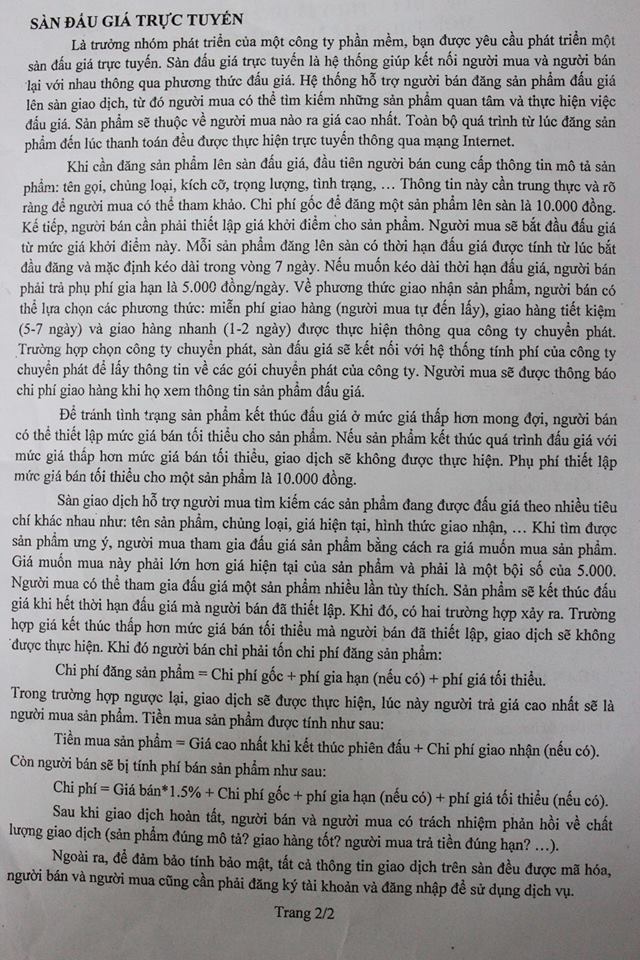 SÀN ĐẤU GIÁ TRỰC TUYẾN
Là trưởng nhóm phát triển của một công ty phần mềm, bạn được yêu cầu phát triển một
sàn đấu giá trực tuyến. Sàn đấu giá trực tuyến là hệ thống giúp kết nối người mua và người bán
lại với nhau thông qua phương thức đấu giá. Hệ thống hỗ trợ người bán đăng sản phẩm đấu giá
lên sàn giao dịch, từ đó người mua có thể tìm kiếm những sản phẩm quan tâm và thực hiện việc
đấu giá. Sản phẩm sẽ thuộc về người mua nào ra giá cao nhất. Toàn bộ quá trình từ lúc đăng sản
phẩm đến lúc thanh toán đều được thực hiện trực tuyến thông qua mạng Internet.
Khi cần đăng sản phẩm lên sàn đấu giá, đầu tiên người bán cung cấp thông tin mô tả sản
phẩm: tên gọi, chủng loại, kích cỡ, trọng lượng, tình trạng, … Thông tin này cần trung thực và rõ
ràng để người mua có thể tham khảo. Chi phí gốc để đăng một sản phẩm lên sàn là 10.000 đồng.
Kế tiếp, người bán cần phải thiết lập giá khởi điểm cho sản phẩm. Người mua sẽ bắt đầu đấu giá
từ mức giá khởi điểm này. Mỗi sản phẩm đăng lên sàn có thời hạn đấu giá được tính từ lúc bắt
đầu đăng và mặc định kéo dài trong vòng 7 ngày. Nếu muốn kéo dài thời hạn đấu giá, người bán
phải trả phụ phí gia hạn là 5.000 đồng/ngày. Về phương thức giao nhận sản phẩm, người bán có
thể lựa chọn các phương thức: miễn phí giao hàng (người mua tự đến lấy), giao hàng tiết kiệm
(5-7 ngày) và giao hàng nhanh (1-2 ngày) được thực hiện thông qua công ty chuyển phát.
Trường hợp chọn công ty chuyển phát, sàn đấu giá sẽ kết nối với hệ thống tính phí của công ty
chuyển phát để lấy thông tin về các gói chuyển phát của công ty. Người mua sẽ được thông báo
chi phí giao hàng khi họ xem thông tin sản phẩm đấu giá.
Để tránh tình trạng sản phẩm kết thúc đấu giá ở mức giá thấp hơn mong đợi, người bán
có thể thiết lập mức giá bán tối thiểu cho sản phẩm. Nếu sản phẩm kết thúc quá trình đấu giá với
mức giá thấp hơn mức giá bán tối thiểu, giao dịch sẽ không được thực hiện. Phụ phí thiết lập
mức giá bán tối thiểu cho một sản phẩm là 10.000 đồng.
Sàn giao dịch hỗ trợ người mua tìm kiếm các sản phẩm đang được đấu giá theo nhiều tiêu
chí khác nhau như: tên sản phẩm, chủng loại, giá hiện tại, hình thức giao nhận, … Khi tìm được
sản phẩm ưng ý, người mua tham gia đấu giá sản phẩm bằng cách ra giá muốn mua sản phẩm.
Giá muốn mua này phải lớn hơn giá hiện tại của sản phẩm và phải là một bội số của 5.000.
Người mua có thể tham gia đấu giá một sản phẩm nhiều lần tùy thích. Sản phẩm sẽ kết thúc đấu
giá khi hết thời hạn đấu giá mà người bán đã thiết lập. Khi đó, có hai trường hợp xảy ra. Trường
hợp giá kết thúc thấp hơn mức giá bán tối thiểu mà người bán đã thiết lập, giao dịch sẽ không
được thực hiện. Khi đó người bán chỉ phải tốn chi phí đăng sản phẩm:
Chi phí đăng sản phẩm = Chi phí gốc + phí gia hạn (nếu có) + phí giá tối thiểu.
Trong trường hợp ngược lại, giao dịch sẽ được thực hiện, lúc này người trả giá cao nhất sẽ là
người mua sản phẩm. Tiền mua sản phẩm được tính như sau:
Tiền mua sản phẩm = Giá cao nhất khi kết thúc phiên đấu + Chi phí giao nhận (nếu có).
Còn người bán sẽ bị tính phí bán sản phẩm như sau:
Chi phí = Giá bán*1.5% + Chi phí gốc + phí gia hạn (nếu có) + phí giá tối thiểu (nếu có).
Sau khi giao dịch hoàn tất, người bán và người mua có trách nhiệm phản hồi về chất
lượng giao dịch (sản phẩm đúng mô tả? giao hàng tốt? người mua trả tiền đúng hạn? …).
Ngoài ra, để đảm bảo tính bảo mật, tất cả thông tin giao dịch trên sàn đều được mã hóa,
người bán và người mua cũng cần phải đăng ký tài khoản và đăng nhập để sử dụng dịch vụ.
Trang 2/2